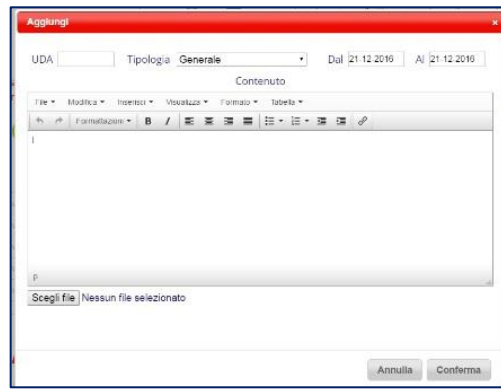 Aggiungi ×
UDA Tipologia Generale Dal 21-12-2016 Al 21-12-2016
Contenuto
File Modifica Inserisci Visualizza Formato Tabella
Formattazioni B I
p
Scegli file Nessun file selezionato
Annulla Conferma